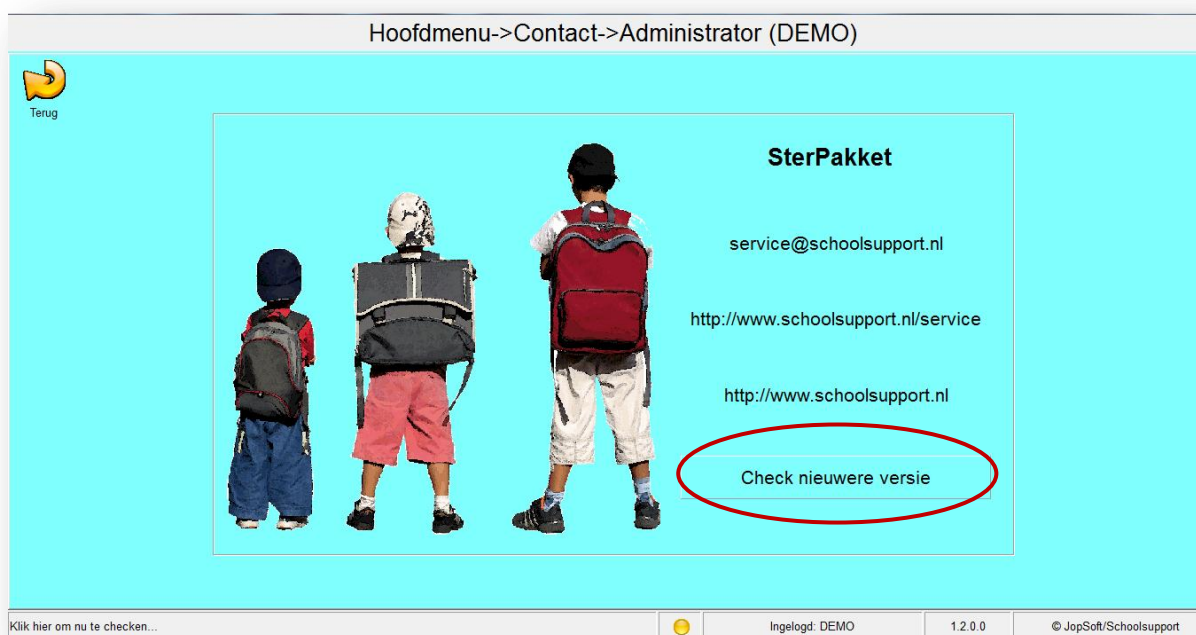 Hoofdmenu->Contact->Administrator (DEMO)
Terug
SterPakket
service@schoolsupport.nl
http://www.schoolsupport.nl/service
http://www.schoolsupport.nl
Check nieuwere versie
Klik hier om nu te checken...
Ingelogd: DEMO
1.2.0.0
© JopSoft/Schoolsupport